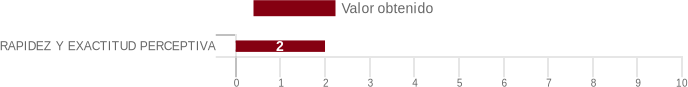 Valor obtenido
RAPIDEZ Y EXACTITUD PERCEPTIVA 2
0 1 2 3 4 5 6 7 8 9 10